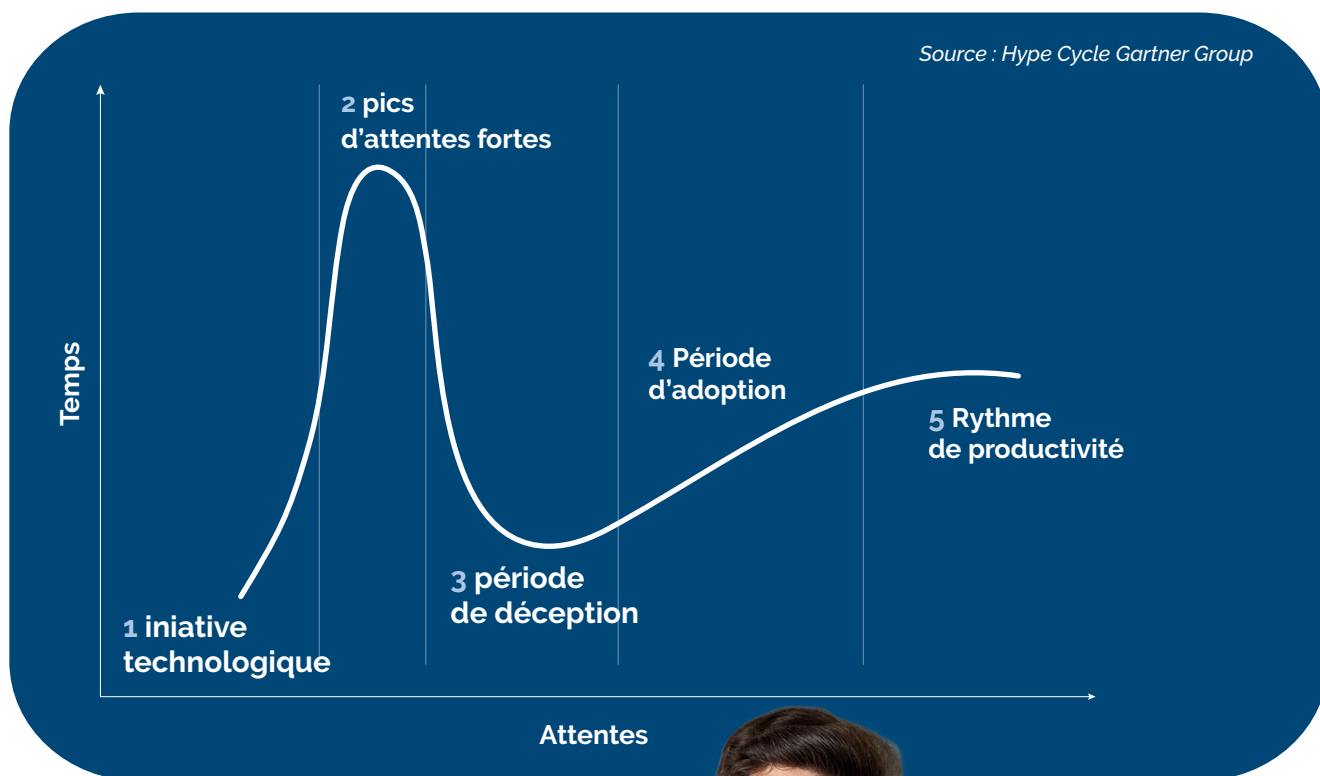 Source : Hype Cycle Gartner Group
2 pics
d'attentes fortes
Temps
4 Période
d'adoption
5 Rythme
de productivité
3 période
de déception
1 iniative
technologique
Attentes